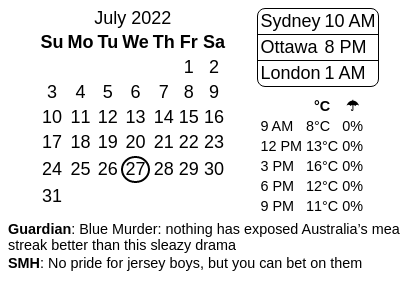 July 2022
Su Mo Tu We Th Fr Sa
1 2
3 4 5 6 7 8 9
10 11 12 13 14 15 16
17 18 19 20 21 22 23
24 25 26 27 28 29 30
31
Sydney 10 AM
Ottawa 8 PM
London 1 AM
°C ☂
9 AM 8°C 0%
12 PM 13°C 0%
3 PM 16°C 0%
6 PM 12°C 0%
9 PM 11°C 0%
Guardian: Blue Murder: nothing has exposed Australia’s mea
streak better than this sleazy drama
SMH: No pride for jersey boys, but you can bet on them